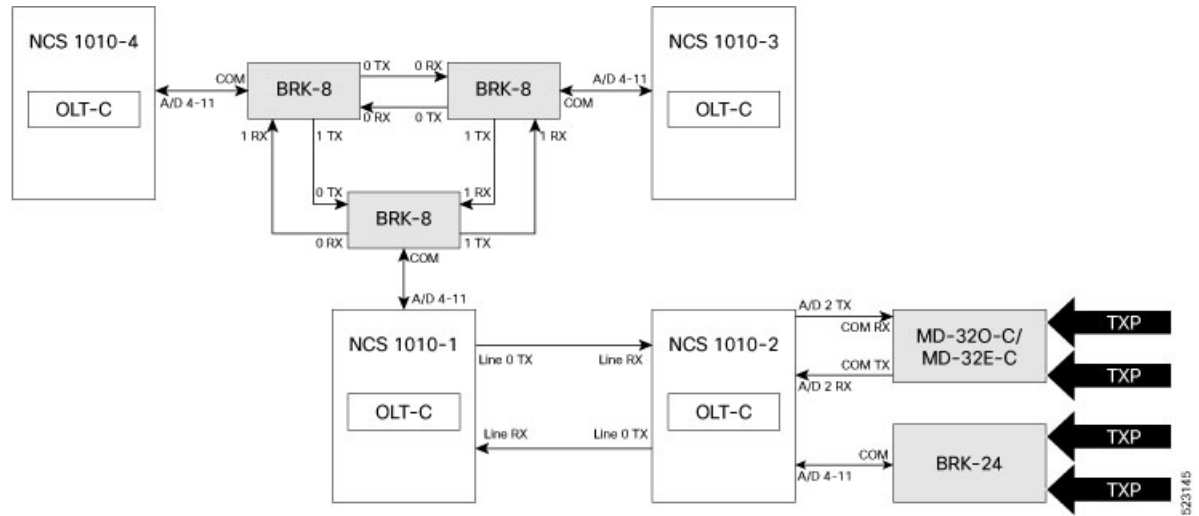 NCS 1010-4
OLT-C
COM
A/D 4-11
BRK-8
0 TX
0 RX
0 RX
0 TX
BRK-8
A/D 4-11
COM
NCS 1010-3
OLT-C
1 RX
1 TX
1 TX
1 RX
0 TX
1 RX
BRK-8
0 RX
1 TX
COM
A/D 4-11
NCS 1010-1
OLT-C
Line 0 TX
Line RX
Line RX
Line 0 TX
NCS 1010-2
OLT-C
A/D 2 TX
COM RX
COM TX
A/D 2 RX
MD-32O-C/
MD-32E-C
TXP
TXP
COM
A/D 4-11
BRK-24
TXP
TXP
523145